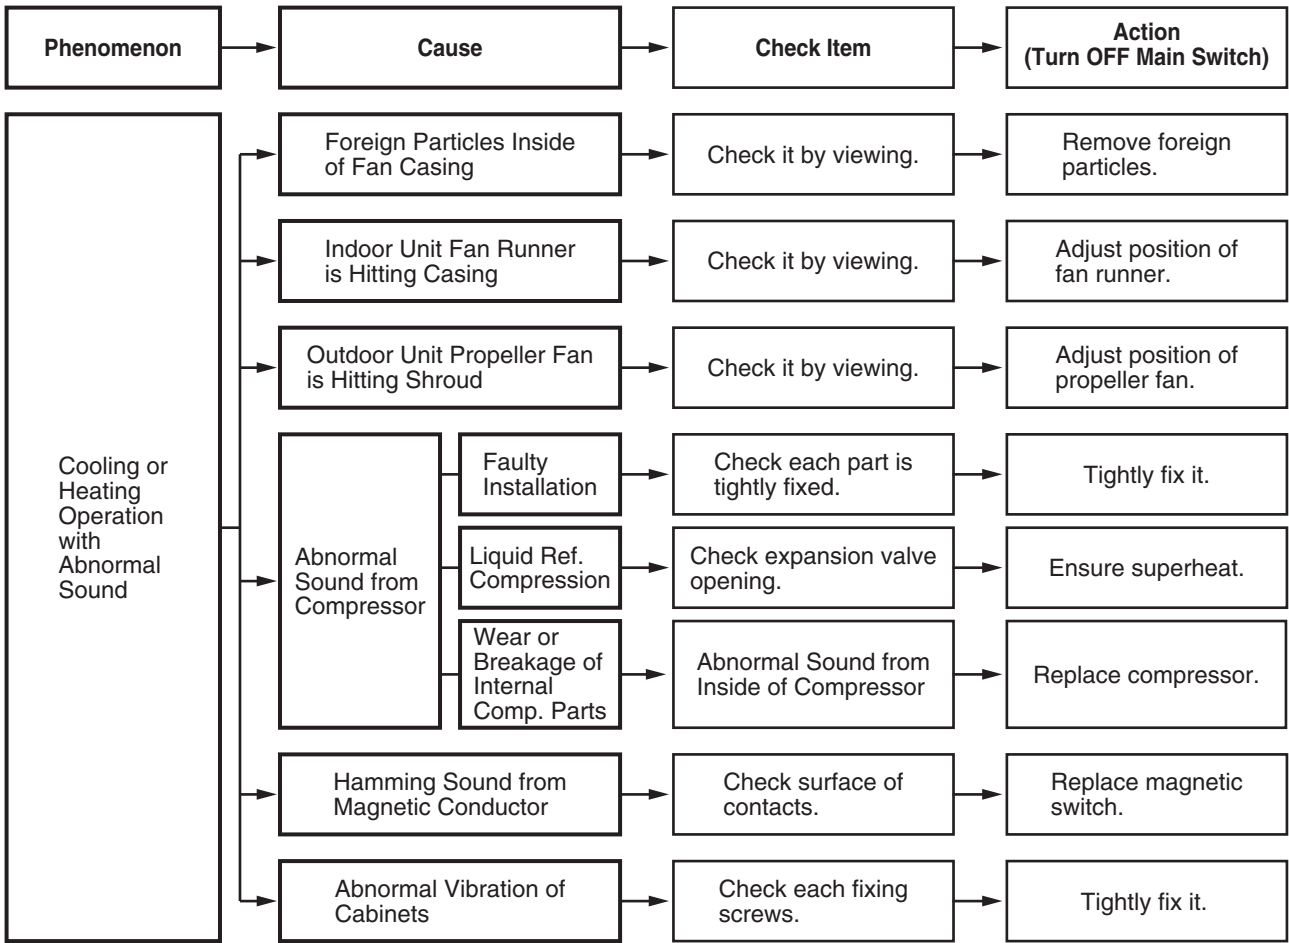 Phenomenon
Cause
Check Item
Action
(Turn OFF Main Switch)
Cooling or
Heating
Operation
with
Abnormal
Sound
Foreign Particles Inside
of Fan Casing
Check it by viewing.
Remove foreign
particles.
Indoor Unit Fan Runner
is Hitting Casing
Check it by viewing.
Adjust position of
fan runner.
Outdoor Unit Propeller Fan
is Hitting Shroud
Check it by viewing.
Adjust position of
propeller fan.
Abnormal
Sound from
Compressor
Faulty
Installation
Check each part is
tightly fixed.
Tightly fix it.
Liquid Ref.
Compression
Check expansion valve
opening.
Ensure superheat.
Wear or
Breakage of
Internal
Comp. Parts
Abnormal Sound from
Inside of Compressor
Replace compressor.
Hamming Sound from
Magnetic Conductor
Check surface of
contacts.
Replace magnetic
switch.
Abnormal Vibration of
Cabinets
Check each fixing
screws.
Tightly fix it.